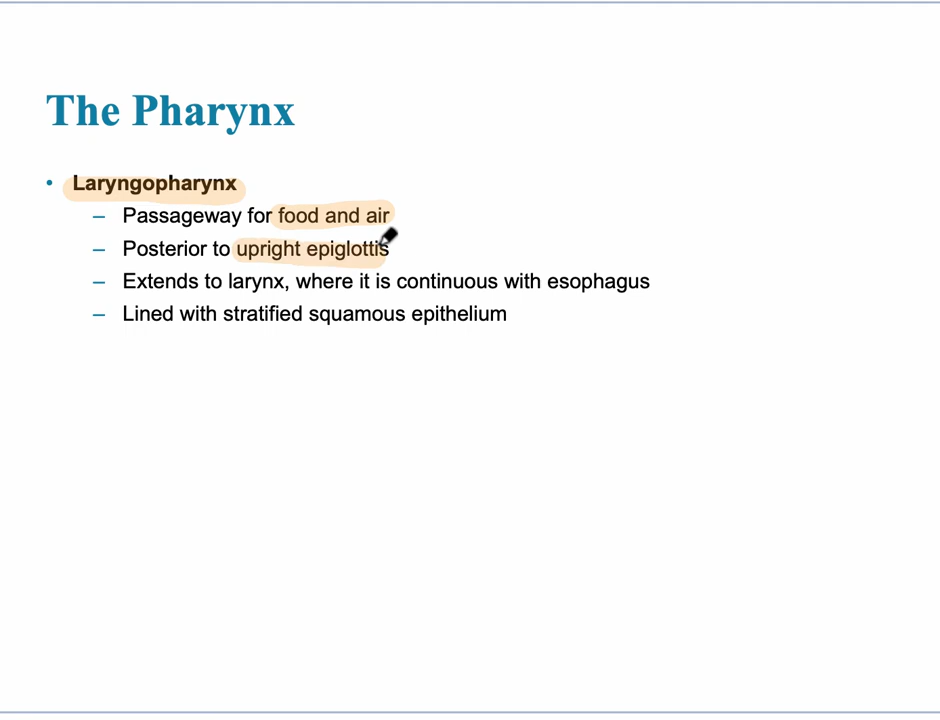 The Pharynx
• Laryngopharynx
– Passageway for food and air
– Posterior to upright epiglottis
– Extends to larynx, where it is continuous with esophagus
– Lined with stratified squamous epithelium